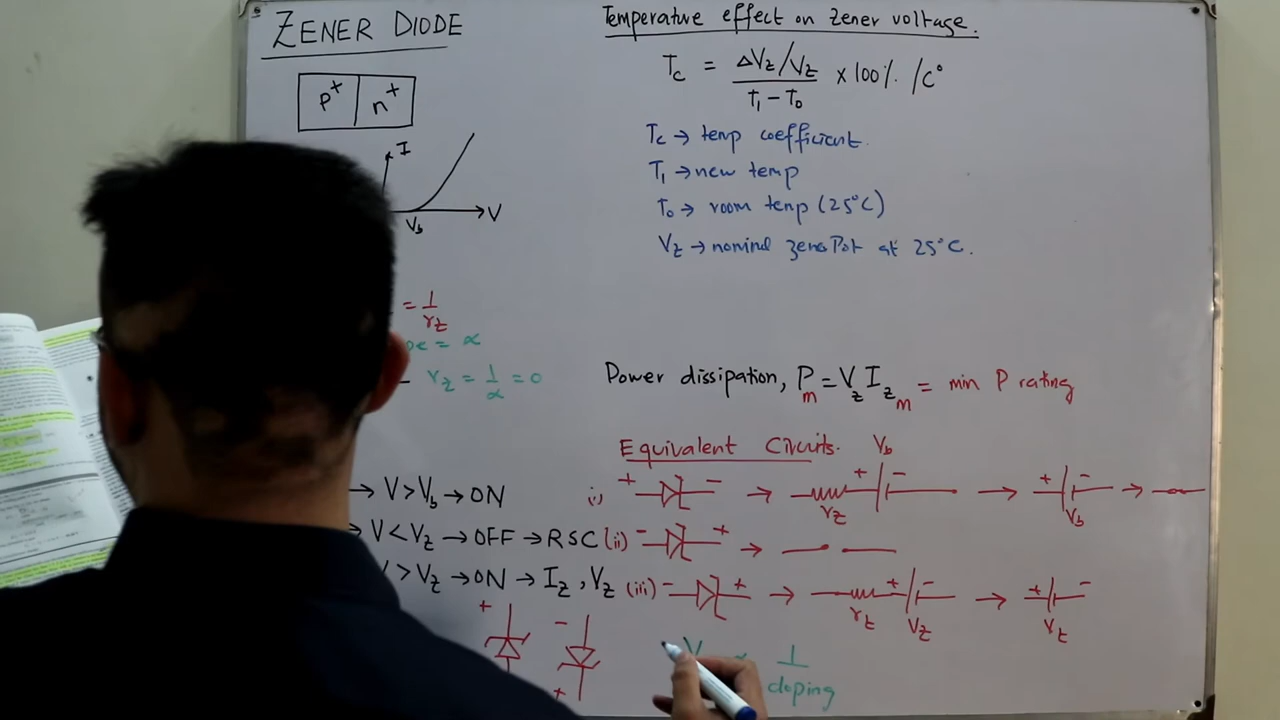 ZENER DIODE
P+ n+
I
V
Vb
= 1/rz
= ∝
rz = 1/∝ = 0
→ V > Vb → ON
V < Vz → OFF → RSC
> Vz → ON → Iz, Vz
+ -
+
Temperature effect on Zener voltage.
Tc = ΔVz/Vz / T1 - T0 x 100% /C°
Tc → temp coefficient.
T1 → new temp
T0 → room temp (25°C)
Vz → nominal zener Pot at 25°C.
Power dissipation, Pm = Vz Izm = min P rating
Equivalent Circuits.
i) + - → rz + Vb - → + Vb - →
(ii) - + →
(iii) - + → rz + Vz - → + Vz -
V ∝ 1/doping